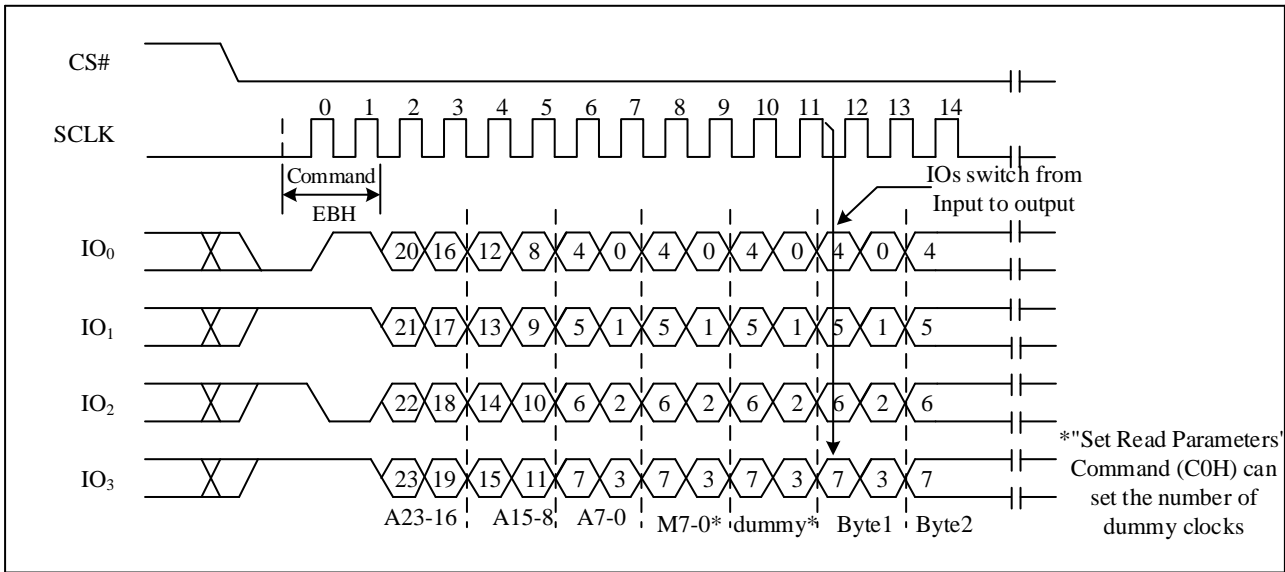 CS#
0 1 2 3 4 5 6 7 8 9 10 11 12 13 14
SCLK
Command
EBH
IOs switch from
Input to output
IO0 20 16 12 8 4 0 4 0 4 0 4 0 4
IO1 21 17 13 9 5 1 5 1 5 1 5 1 5
IO2 22 18 14 10 6 2 6 2 6 2 6 2 6
IO3 23 19 15 11 7 3 7 3 7 3 7 3 7
A23-16 A15-8 A7-0 M7-0* dummy* Byte1 Byte2
*"Set Read Parameters"
Command (C0H) can
set the number of
dummy clocks